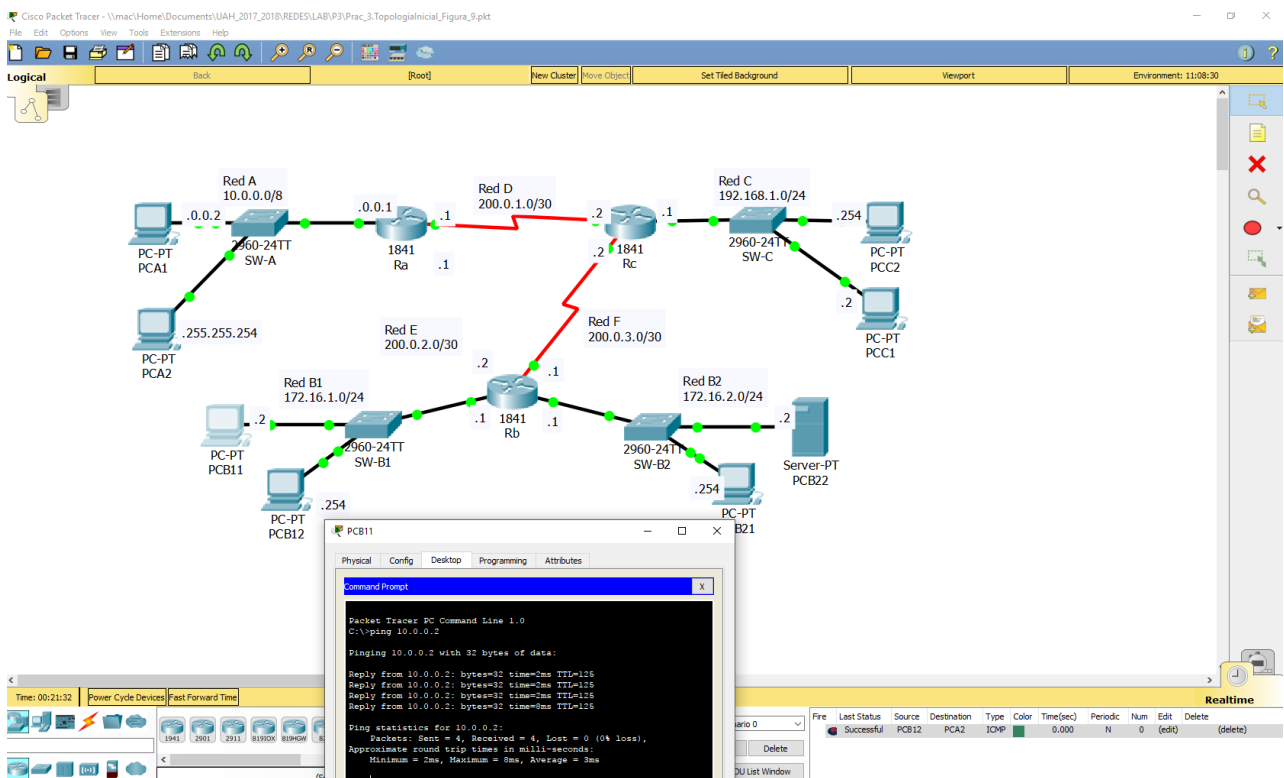 Cisco Packet Tracer - \\mac\Home\Documents\UAH_2017_2018\REDES\LAB\P3\Prac_3.TopologiaInicial_Figura_9.pkt
File Edit Options View Tools Extensions Help
Logical Back [Root] New Cluster Move Object Set Tiled Background Viewport Environment: 11:08:30
Red A
10.0.0.0/8
Red D
200.0.1.0/30
Red C
192.168.1.0/24
.0.0.2
.0.0.1
.1
.2
.1
.254
PC-PT
PCA1
2960-24TT
SW-A
1841
Ra
.1
1841
Rc
.2
2960-24TT
SW-C
PC-PT
PCC2
.2
.255.255.254
PC-PT
PCA2
Red E
200.0.2.0/30
Red F
200.0.3.0/30
PC-PT
PCC1
.2
.1
Red B1
172.16.1.0/24
Red B2
172.16.2.0/24
.2
.1
1841
Rb
.1
.2
PC-PT
PCB11
2960-24TT
SW-B1
2960-24TT
SW-B2
Server-PT
PCB22
.254
PC-PT
PCB12
.254
PC-PT
B21
PCB11
Physical Config Desktop Programming Attributes
Command Prompt X
Packet Tracer PC Command Line 1.0
C:\>ping 10.0.0.2
Pinging 10.0.0.2 with 32 bytes of data:
Reply from 10.0.0.2: bytes=32 time=2ms TTL=125
Reply from 10.0.0.2: bytes=32 time=2ms TTL=125
Reply from 10.0.0.2: bytes=32 time=2ms TTL=125
Reply from 10.0.0.2: bytes=32 time=8ms TTL=125
Ping statistics for 10.0.0.2:
Packets: Sent = 4, Received = 4, Lost = 0 (0% loss),
Approximate round trip times in milli-seconds:
Minimum = 2ms, Maximum = 8ms, Average = 3ms
Time: 00:21:32 Power Cycle Devices Fast Forward Time
Realtime
1941 2901 2911 819IOX 819HGW
ario 0
Delete
DU List Window
Fire Last Status Source Destination Type Color Time(sec) Periodic Num Edit Delete
Successful PCB12 PCA2 ICMP 0.000 N 0 (edit) (delete)